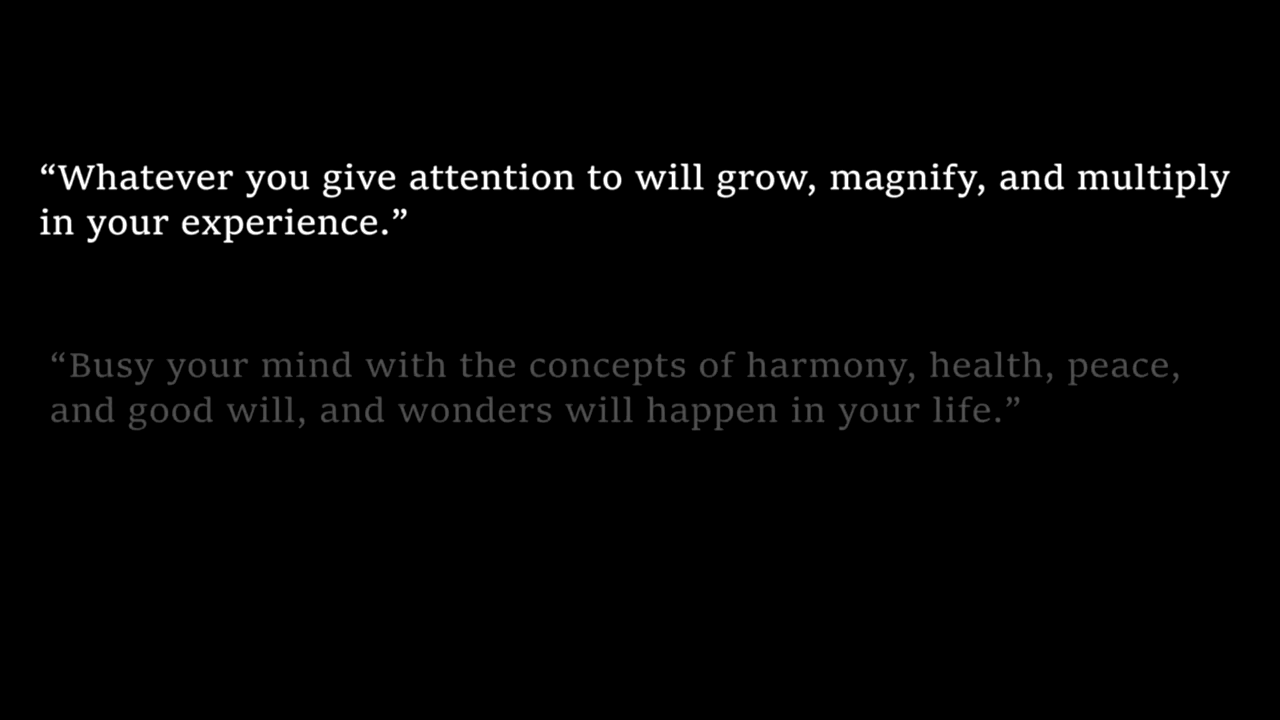 “Whatever you give attention to will grow, magnify, and multiply
in your experience.”
“Busy your mind with the concepts of harmony, health, peace,
and good will, and wonders will happen in your life.”